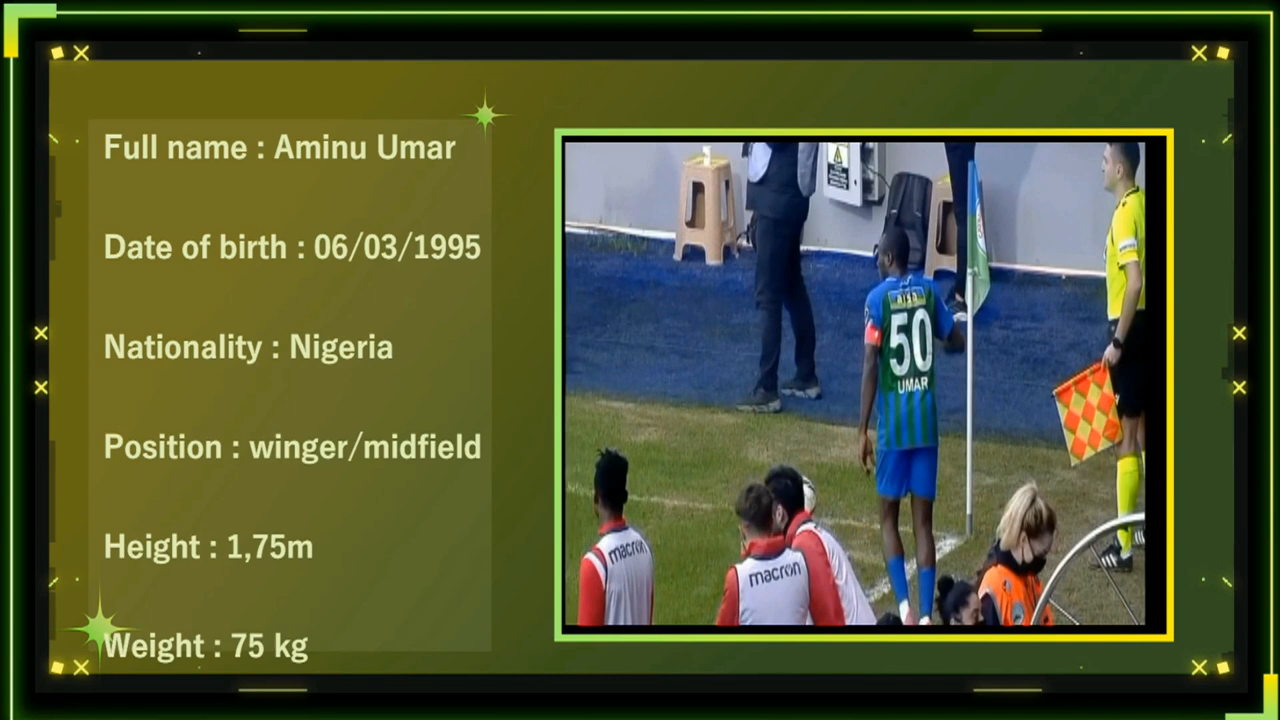 Full name : Aminu Umar
Date of birth : 06/03/1995
Nationality : Nigeria
Position : winger/midfield
Height : 1,75m
Weight : 75 kg
50
UMAR
macron
macron